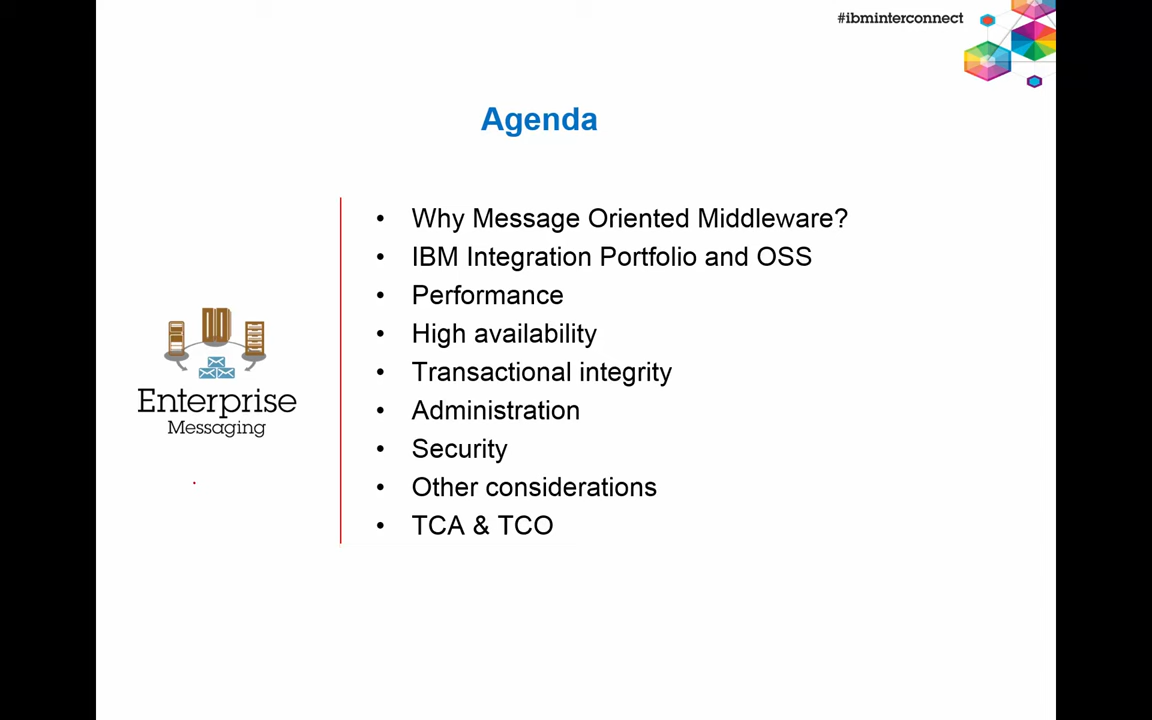 #ibminterconnect
Agenda
• Why Message Oriented Middleware?
• IBM Integration Portfolio and OSS
• Performance
• High availability
• Transactional integrity
• Administration
• Security
• Other considerations
• TCA & TCO
Enterprise
Messaging